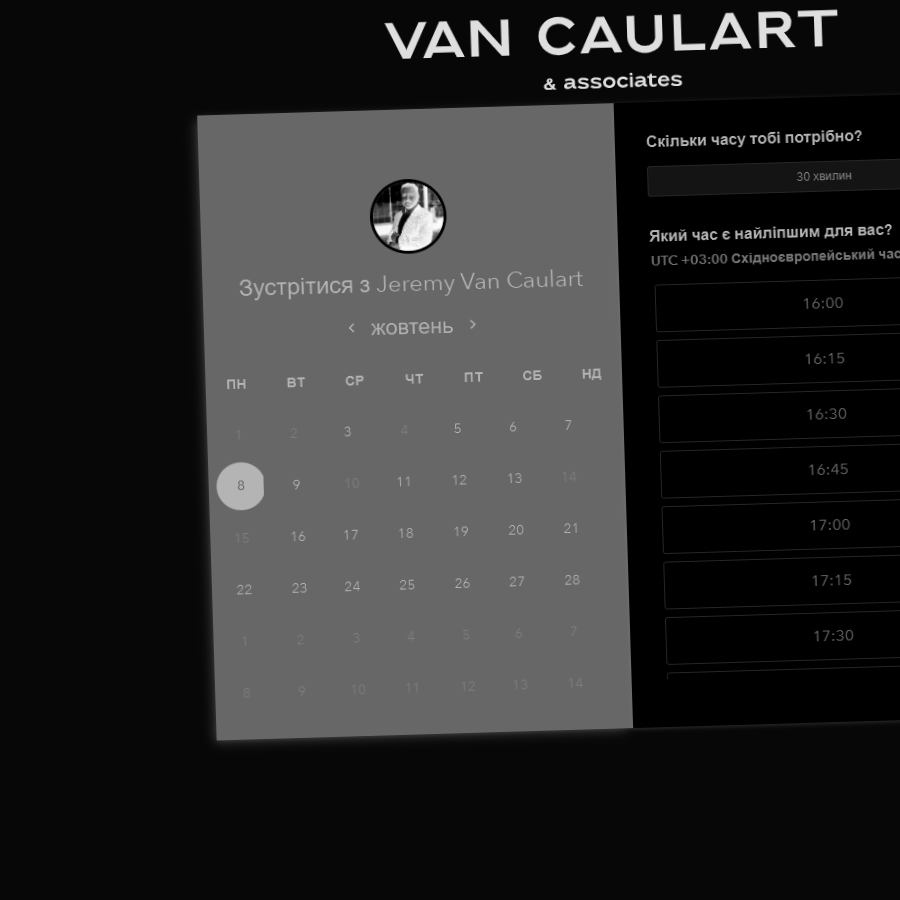 VAN CAULART
& associates
Зустрітися з Jeremy Van Caulart
‹ жовтень ›
ПН ВТ СР ЧТ ПТ СБ НД
1 2 3 4 5 6 7
8 9 10 11 12 13 14
15 16 17 18 19 20 21
22 23 24 25 26 27 28
1 2 3 4 5 6 7
8 9 10 11 12 13 14
Скільки часу тобі потрібно?
30 хвилин
Який час є найліпшим для вас?
UTC +03:00 Східноєвропейський час
16:00
16:15
16:30
16:45
17:00
17:15
17:30